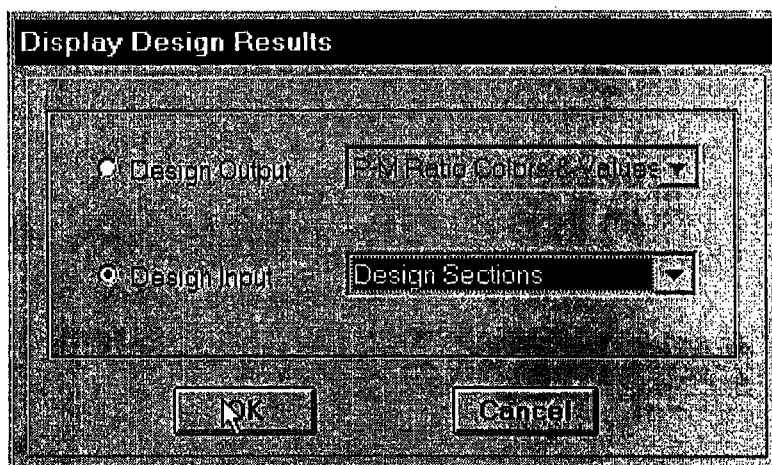 Display Design Results
Design Output
P-M Ratio Colors & Values
Design Input
Design Sections
OK
Cancel